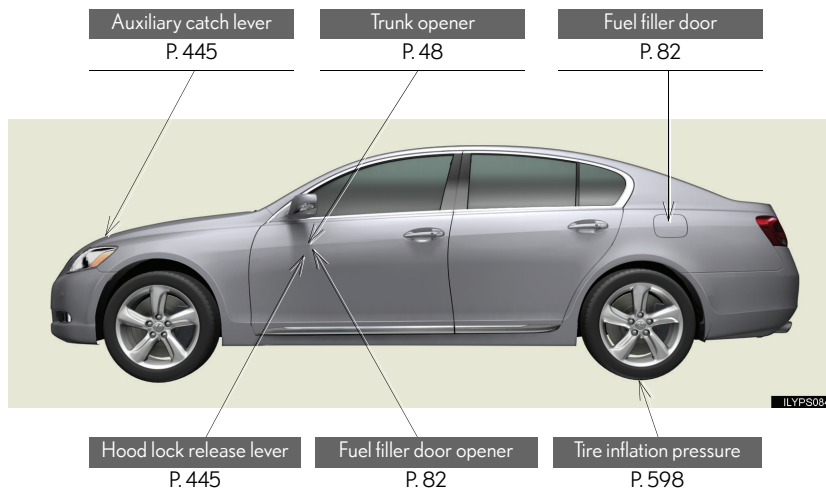 Auxiliary catch lever
P. 445
Trunk opener
P. 48
Fuel filler door
P. 82
ILYPS084
Hood lock release lever
P. 445
Fuel filler door opener
P. 82
Tire inflation pressure
P. 598